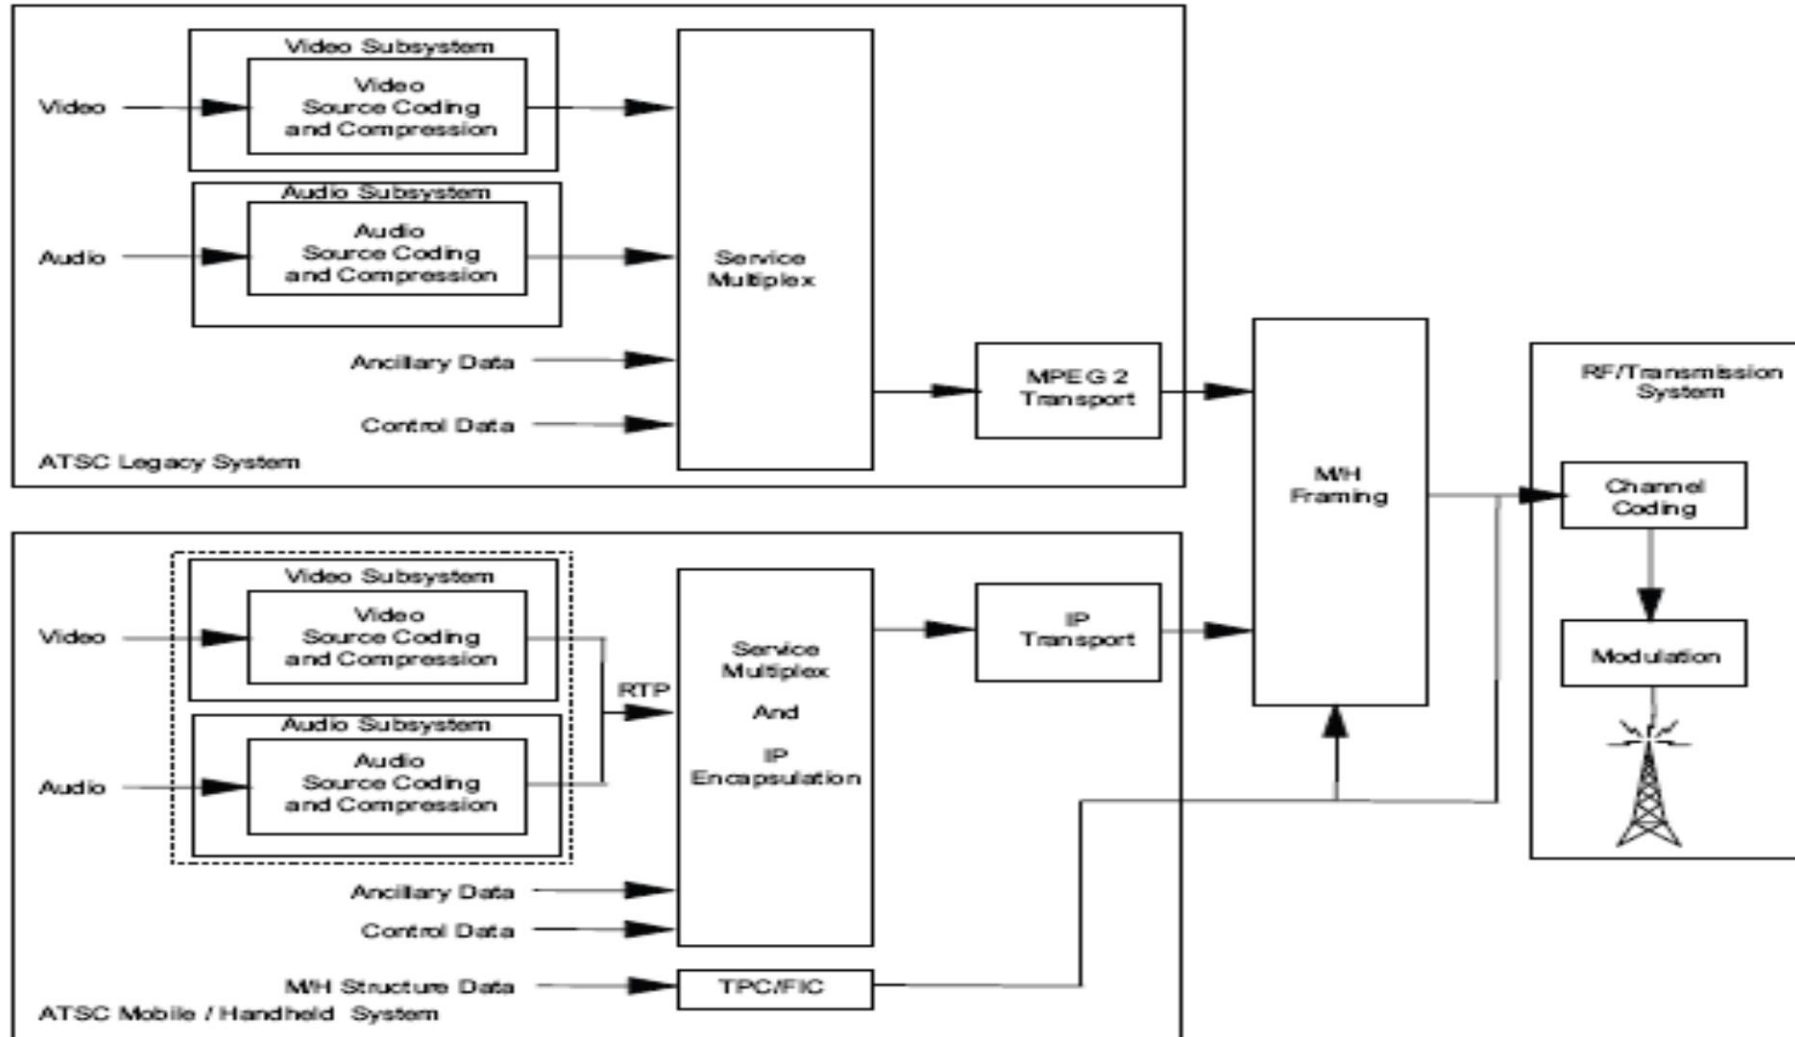 Video Subsystem
Video
Video
Source Coding
and Compression
Audio Subsystem
Audio
Audio
Source Coding
and Compression
Service
Multiplex
Ancillary Data
Control Data
MPEG 2
Transport
ATSC Legacy System
M/H
Framing
RF/Transmission
System
Channel
Coding
Modulation
Video Subsystem
Video
Video
Source Coding
and Compression
RTP
Audio Subsystem
Audio
Audio
Source Coding
and Compression
Service
Multiplex
And
IP
Encapsulation
IP
Transport
Ancillary Data
Control Data
M/H Structure Data
TPC/FIC
ATSC Mobile / Handheld System